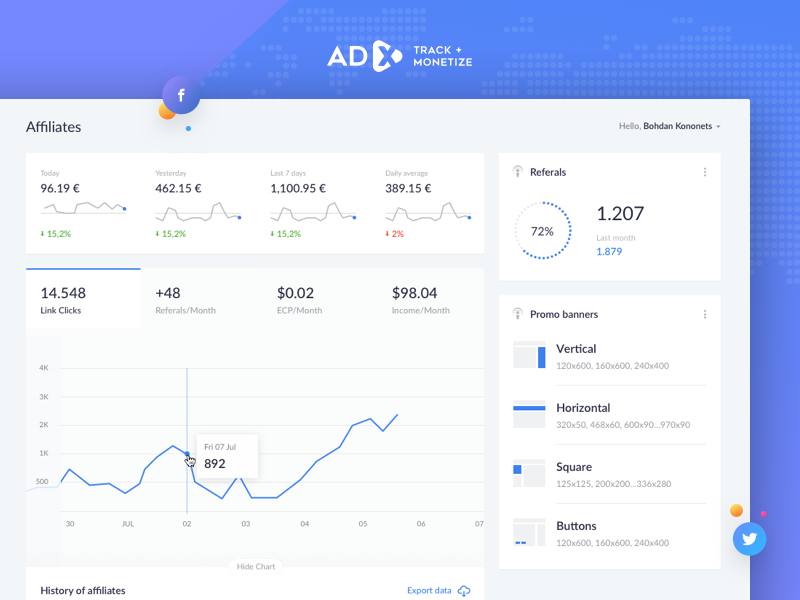 ADX TRACK +
MONETIZE
f
Affiliates
Hello, Bohdan Kononets
Today
96.19 €
15,2%
Yesterday
462.15 €
15,2%
Last 7 days
1,100.95 €
15,2%
Daily average
389.15 €
2%
Referals
72%
1.207
Last month
1.879
14.548
Link Clicks
+48
Referals/Month
$0.02
ECP/Month
$98.04
Income/Month
4K
3K
2K
1K
500
Fri 07 Jul
892
30 JUL 02 03 04 05 06 07
Hide Chart
Promo banners
Vertical
120x600, 160x600, 240x400
Horizontal
320x50, 468x60, 600x90...970x90
Square
125x125, 200x200...336x280
Buttons
120x600, 160x600, 240x400
History of affiliates
Export data